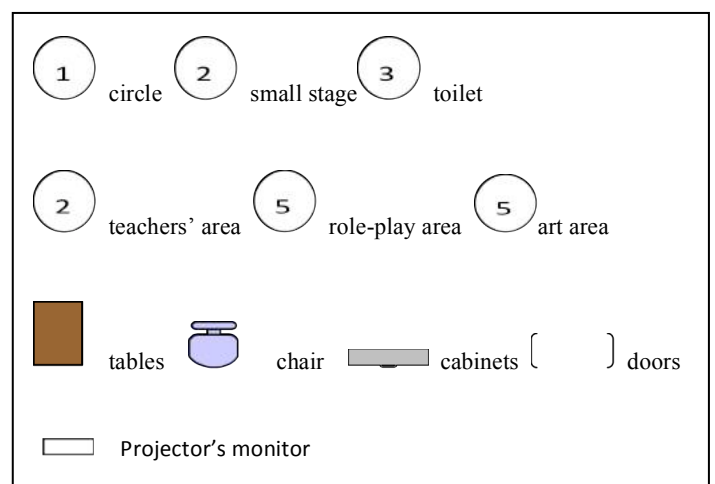 1 circle 2 small stage 3 toilet
2 teachers’ area 5 role-play area 5 art area
tables chair cabinets doors
Projector’s monitor